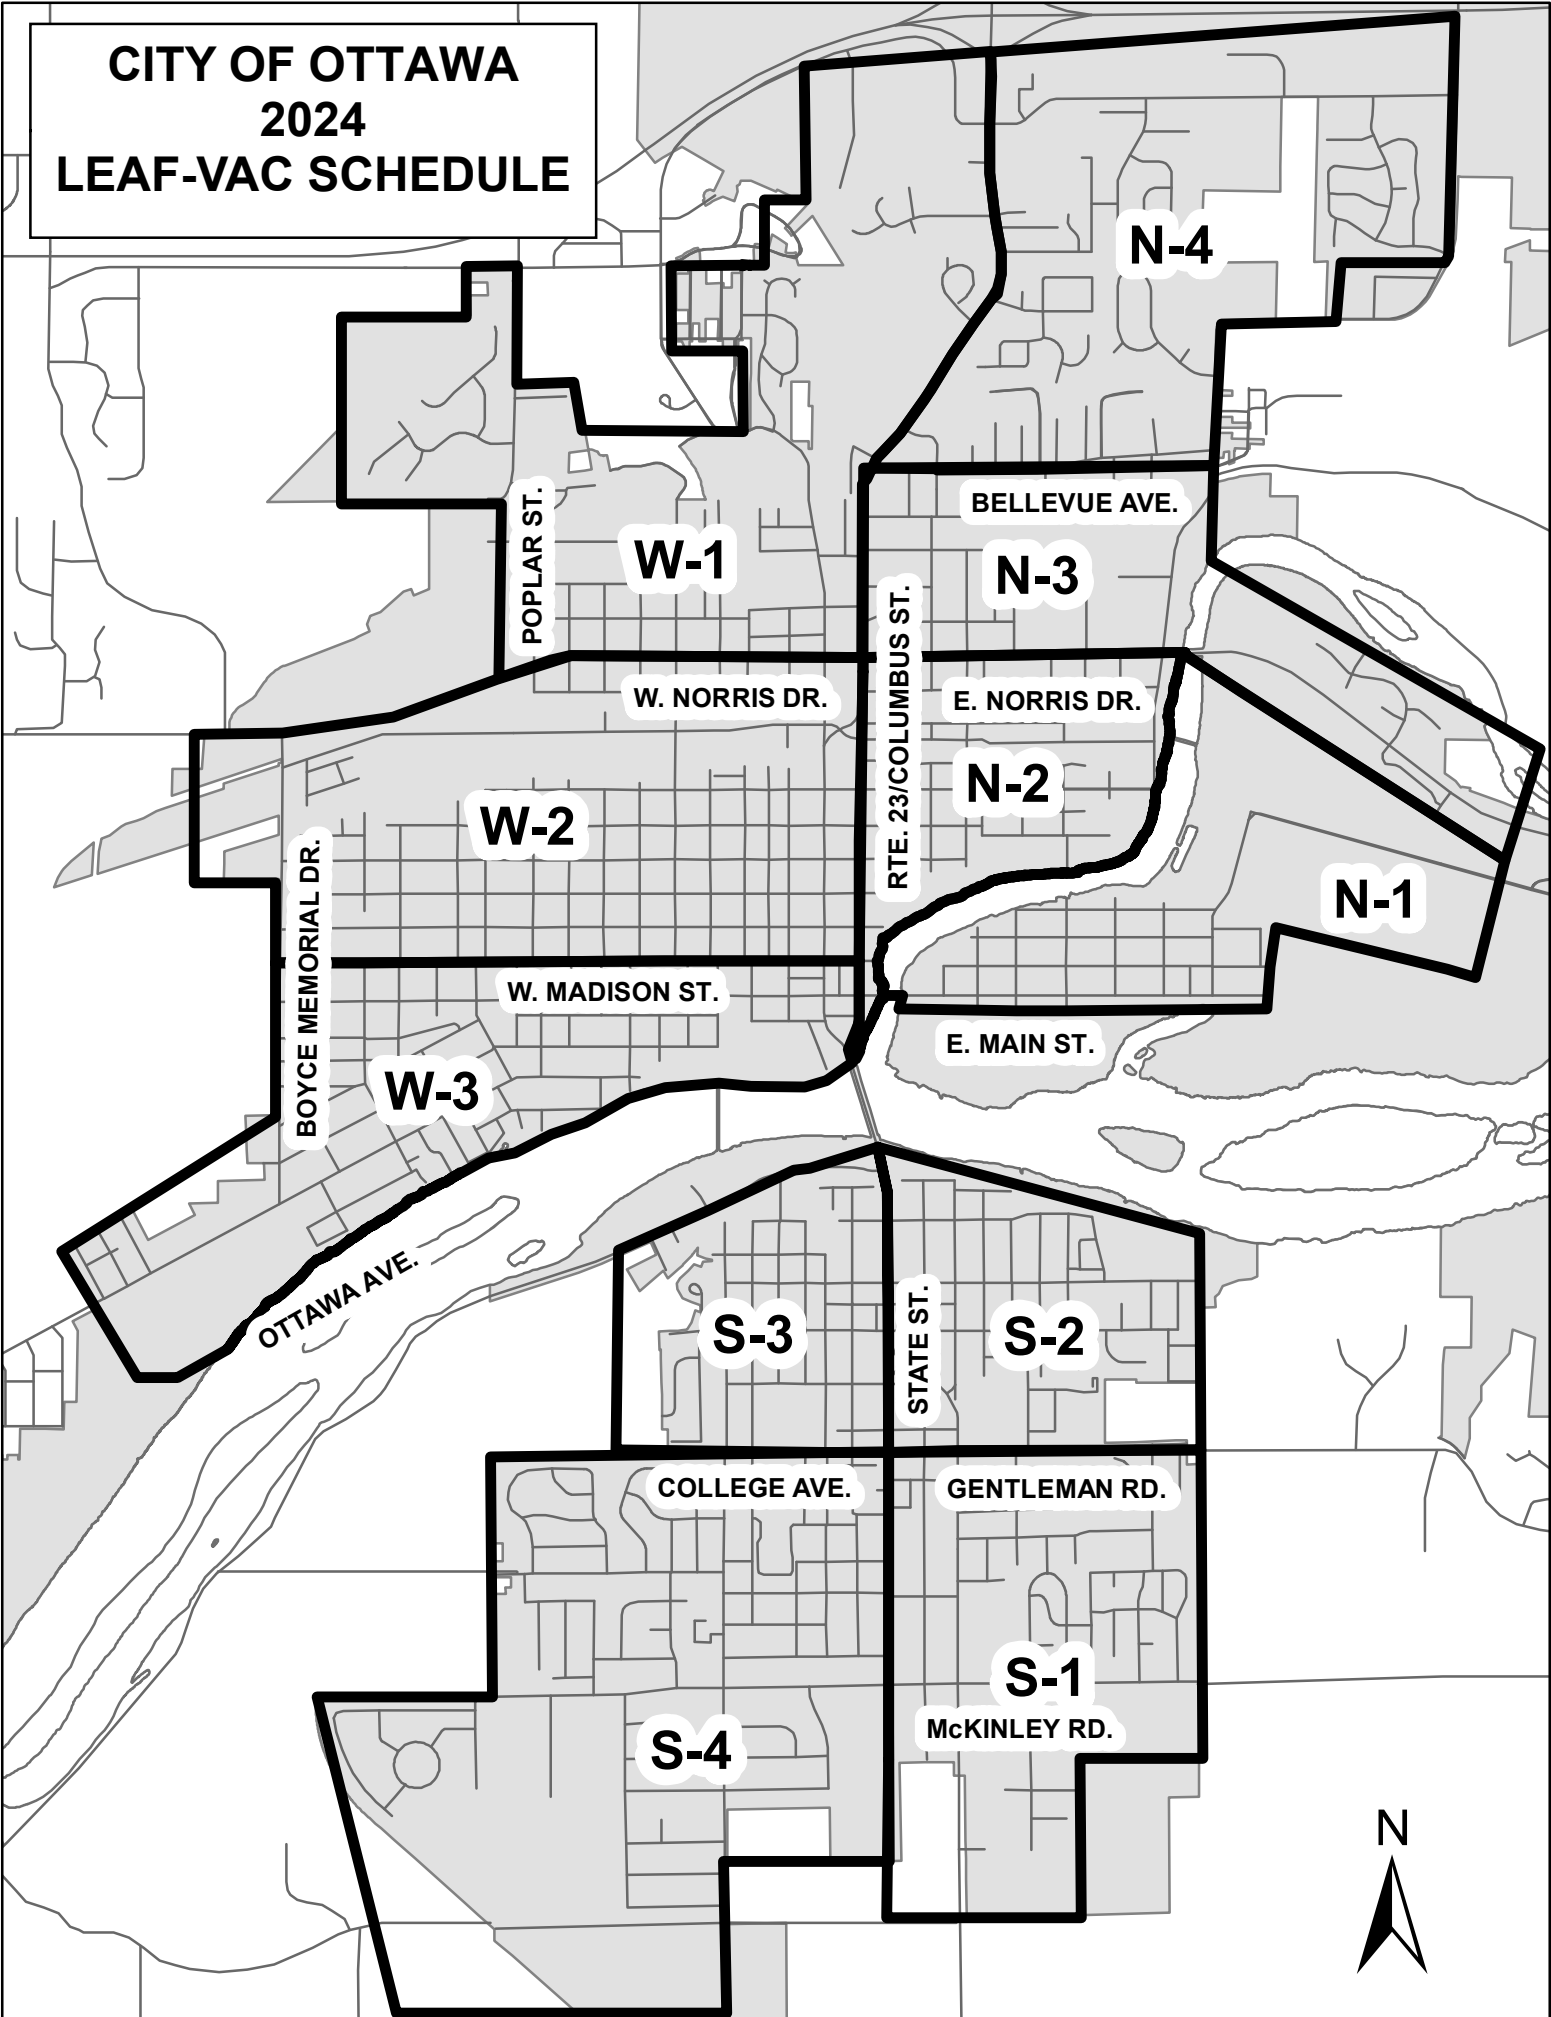 CITY OF OTTAWA
2024
LEAF-VAC SCHEDULE
N-4
BELLEVUE AVE.
POPLAR ST.
W-1
N-3
RTE. 23/COLUMBUS ST.
W. NORRIS DR.
E. NORRIS DR.
N-2
W-2
BOYCE MEMORIAL DR.
N-1
W. MADISON ST.
E. MAIN ST.
W-3
OTTAWA AVE.
S-3
STATE ST.
S-2
COLLEGE AVE.
GENTLEMAN RD.
S-1
McKINLEY RD.
S-4
N